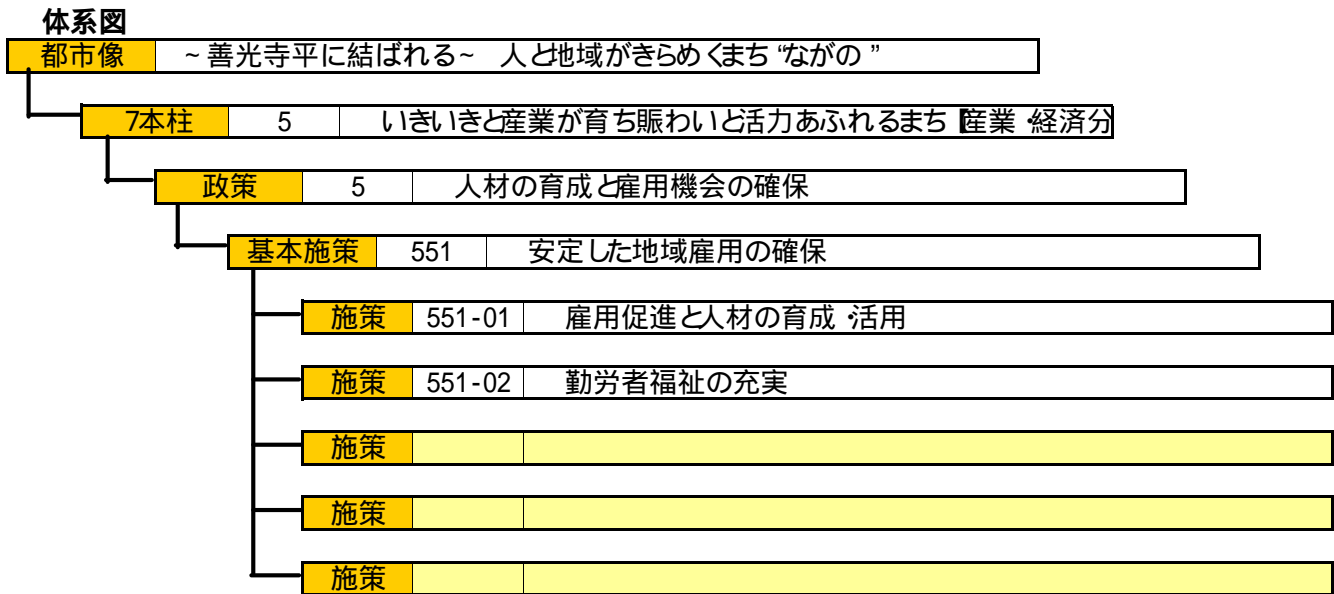 体系図
都市像 ~善光寺平に結ばれる~ 人と地域がきらめくまち“ながの”
7本柱 5 いきいきと産業が育ち賑わいと活力あふれるまち【産業・経済分
政策 5 人材の育成と雇用機会の確保
基本施策 551 安定した地域雇用の確保
施策 551-01 雇用促進と人材の育成・活用
施策 551-02 勤労者福祉の充実
施策
施策
施策